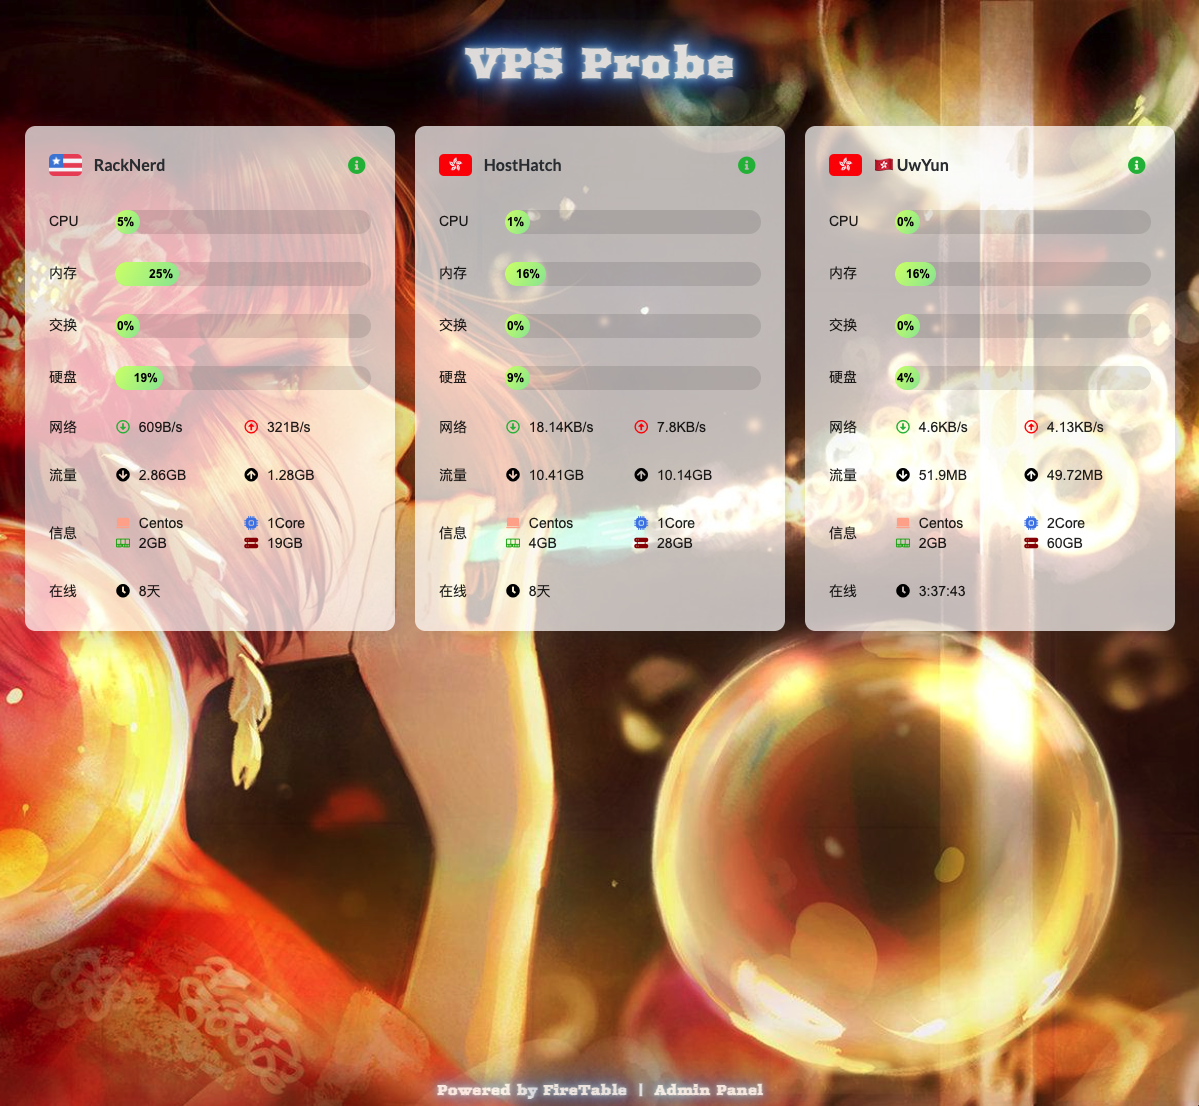 VPS Probe
RackNerd
CPU 5%
内存 25%
交换 0%
硬盘 19%
网络 609B/s 321B/s
流量 2.86GB 1.28GB
信息 Centos 1Core
2GB 19GB
在线 8天
HostHatch
CPU 1%
内存 16%
交换 0%
硬盘 9%
网络 18.14KB/s 7.8KB/s
流量 10.41GB 10.14GB
信息 Centos 1Core
4GB 28GB
在线 8天
🇭🇰 UwYun
CPU 0%
内存 16%
交换 0%
硬盘 4%
网络 4.6KB/s 4.13KB/s
流量 51.9MB 49.72MB
信息 Centos 2Core
2GB 60GB
在线 3:37:43
Powered by FireTable | Admin Panel